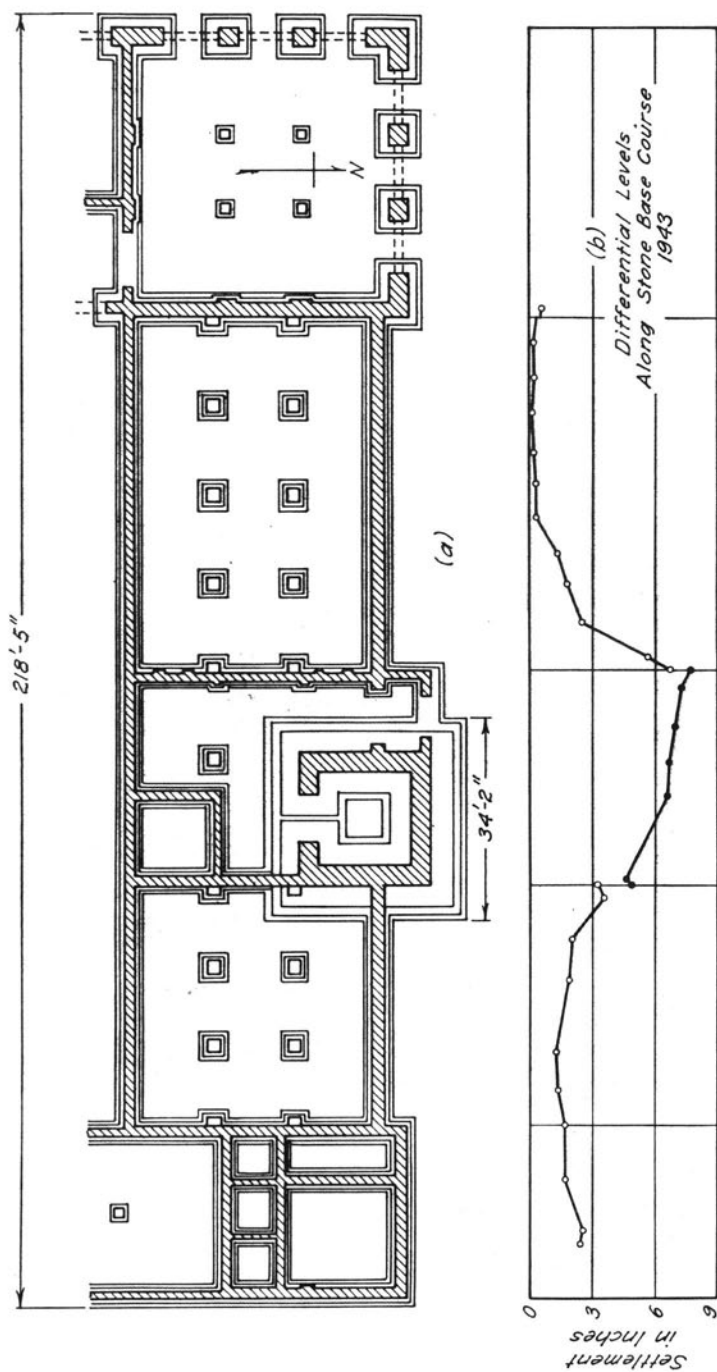 218'-5"
N
(a)
34'-2"
(b)
Differential Levels
Along Stone Base Course
1943
0
3
6
9
Settlement
in Inches